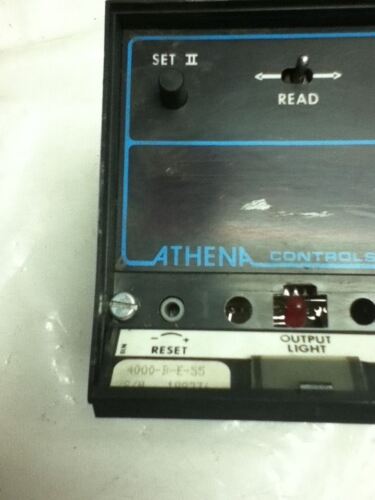 SET II
READ
ATHENA CONTROLS
- +
RESET
OUTPUT
LIGHT
4000-B-F-55
S/N